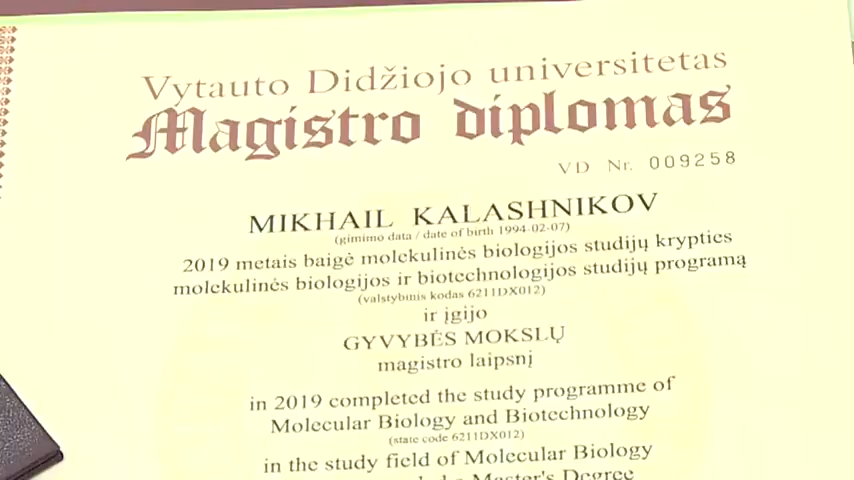 Vytauto Didžiojo universitetas
Magistro diplomas
VD Nr. 009258
MIKHAIL KALASHNIKOV
(gimimo data / date of birth 1994-02-07)
2019 metais baigė molekulinės biologijos studijų krypties
molekulinės biologijos ir biotechnologijos studijų programą
(valstybinis kodas 6211DX012)
ir įgijo
GYVYBĖS MOKSLŲ
magistro laipsnį
in 2019 completed the study programme of
Molecular Biology and Biotechnology
(state code 6211DX012)
in the study field of Molecular Biology
Master's Degree